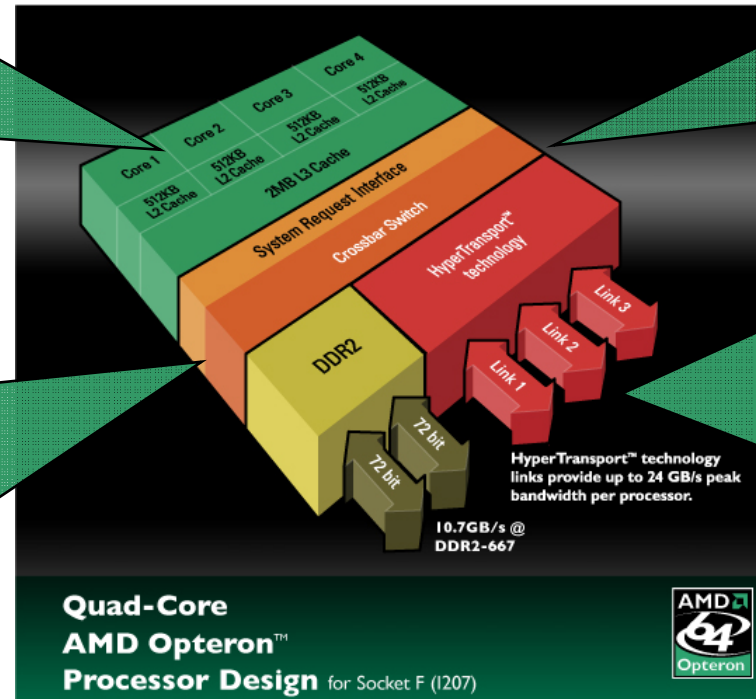 Core 1
Core 2
Core 3
Core 4
512KB
L2 Cache
512KB
L2 Cache
512KB
L2 Cache
512KB
L2 Cache
2MB L3 Cache
System Request Interface
Crossbar Switch
HyperTransport™
technology
DDR2
Link 1
Link 2
Link 3
72 bit
72 bit
HyperTransport™ technology
links provide up to 24 GB/s peak
bandwidth per processor.
10.7GB/s @
DDR2-667
Quad-Core
AMD Opteron™
Processor Design for Socket F (1207)
AMD
64
Opteron